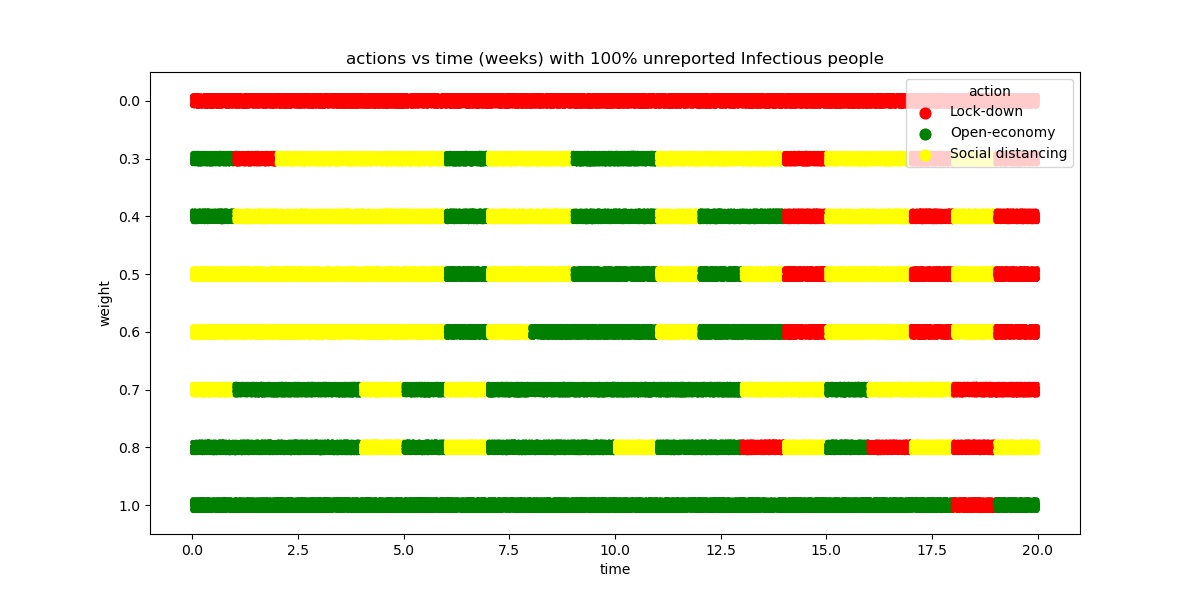 actions vs time (weeks) with 100% unreported Infectious people
action
Lock-down
Open-economy
Social distancing
weight
0.0
0.3
0.4
0.5
0.6
0.7
0.8
1.0
0.0 2.5 5.0 7.5 10.0 12.5 15.0 17.5 20.0
time